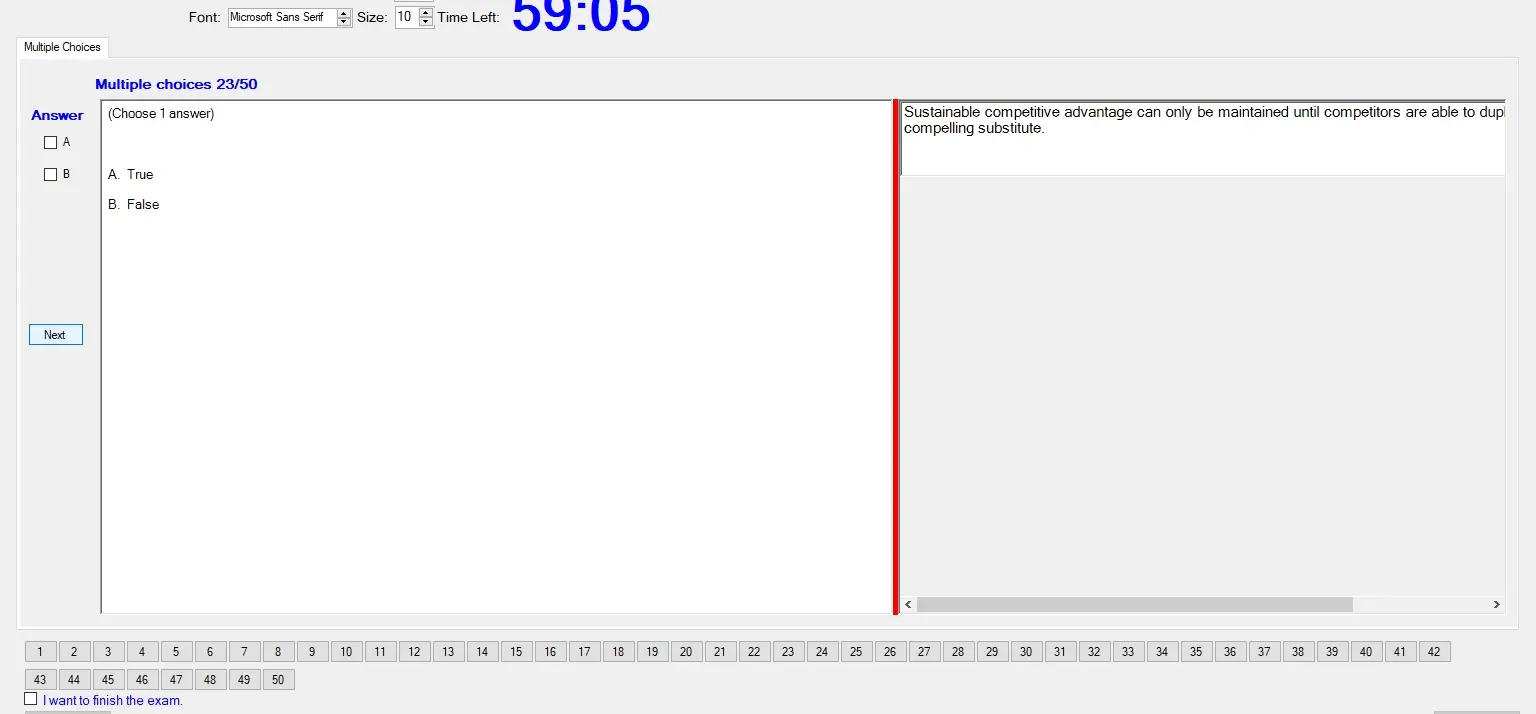 Font: Microsoft Sans Serif Size: 10 Time Left: 59:05
Multiple Choices
Multiple choices 23/50
Answer
A
B
Next
(Choose 1 answer)
A. True
B. False
Sustainable competitive advantage can only be maintained until competitors are able to
compelling substitute.
1 2 3 4 5 6 7 8 9 10 11 12 13 14 15 16 17 18 19 20 21 22 23 24 25 26 27 28 29 30 31 32 33 34 35 36 37 38 39 40 41 42
43 44 45 46 47 48 49 50
I want to finish the exam.